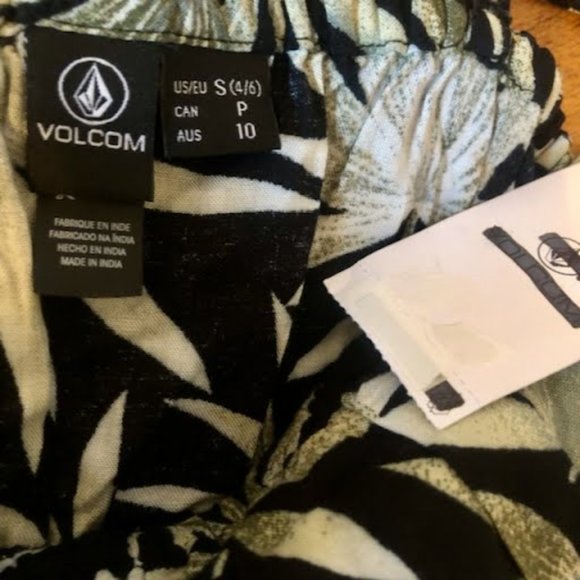 VOLCOM
US/EU S (4/6)
CAN P
AUS 10
FABRIQUE EN INDE
FABRICADO NA ÍNDIA
HECHO EN INDIA
MADE IN INDIA
VOLCOM